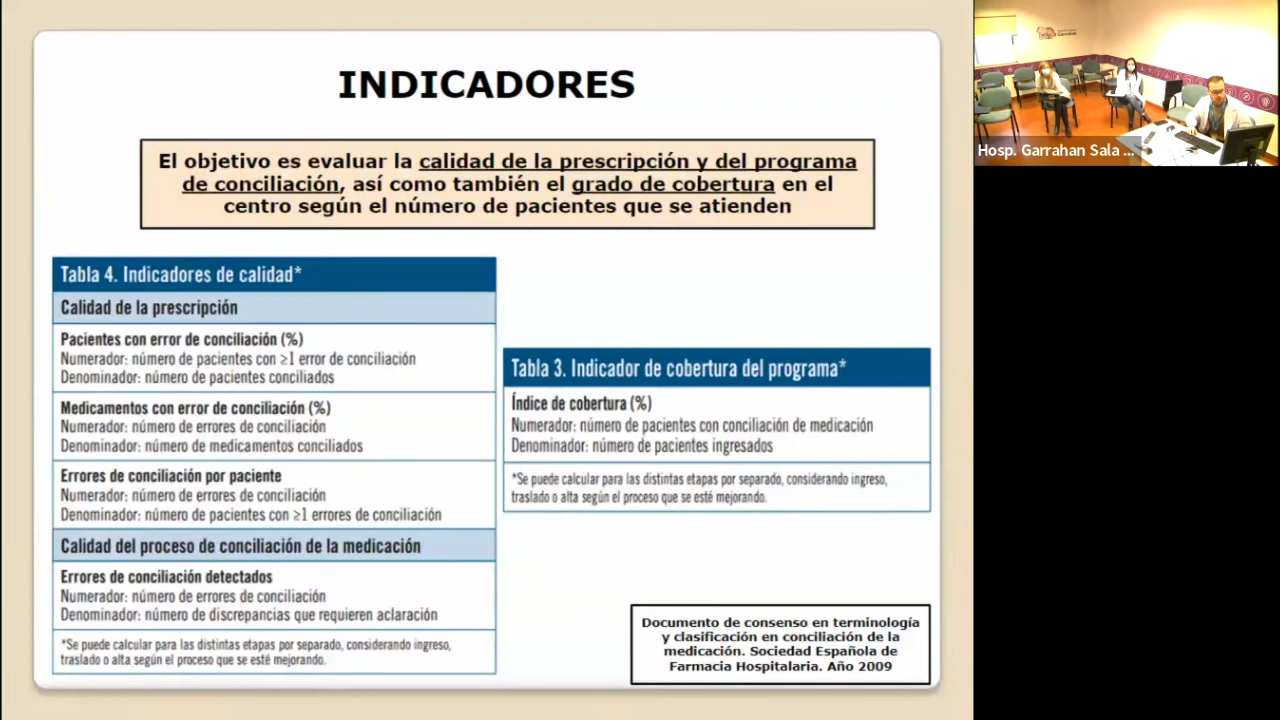 INDICADORES
El objetivo es evaluar la calidad de la prescripción y del programa
de conciliación, así como también el grado de cobertura en el
centro según el número de pacientes que se atienden
Tabla 4. Indicadores de calidad*
Calidad de la prescripción
Pacientes con error de conciliación (%)
Numerador: número de pacientes con ≥1 error de conciliación
Denominador: número de pacientes conciliados
Medicamentos con error de conciliación (%)
Numerador: número de errores de conciliación
Denominador: número de medicamentos conciliados
Errores de conciliación por paciente
Numerador: número de errores de conciliación
Denominador: número de pacientes con ≥1 errores de conciliación
Calidad del proceso de conciliación de la medicación
Errores de conciliación detectados
Numerador: número de errores de conciliación
Denominador: número de discrepancias que requieren aclaración
*Se puede calcular para las distintas etapas por separado, considerando ingreso,
traslado o alta según el proceso que se esté mejorando.
Tabla 3. Indicador de cobertura del programa*
Índice de cobertura (%)
Numerador: número de pacientes con conciliación de medicación
Denominador: número de pacientes ingresados
*Se puede calcular para las distintas etapas por separado, considerando ingreso,
traslado o alta según el proceso que se esté mejorando.
Documento de consenso en terminología
y clasificación en conciliación de la
medicación. Sociedad Española de
Farmacia Hospitalaria. Año 2009
Hosp. Garrahan Sala ...